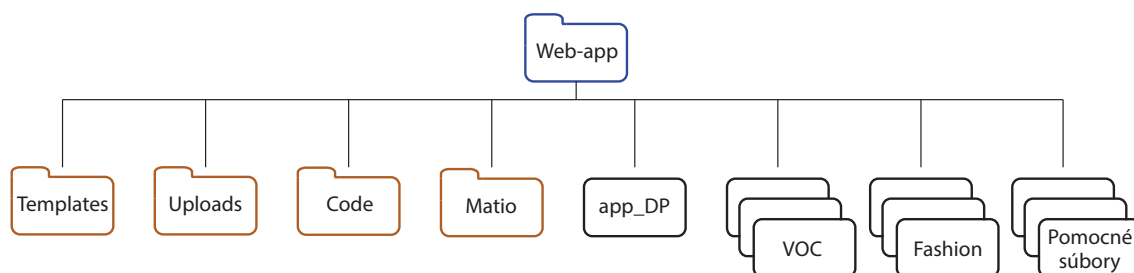 Web-app
Templates
Uploads
Code
Matio
app_DP
VOC
Fashion
Pomocné
súbory